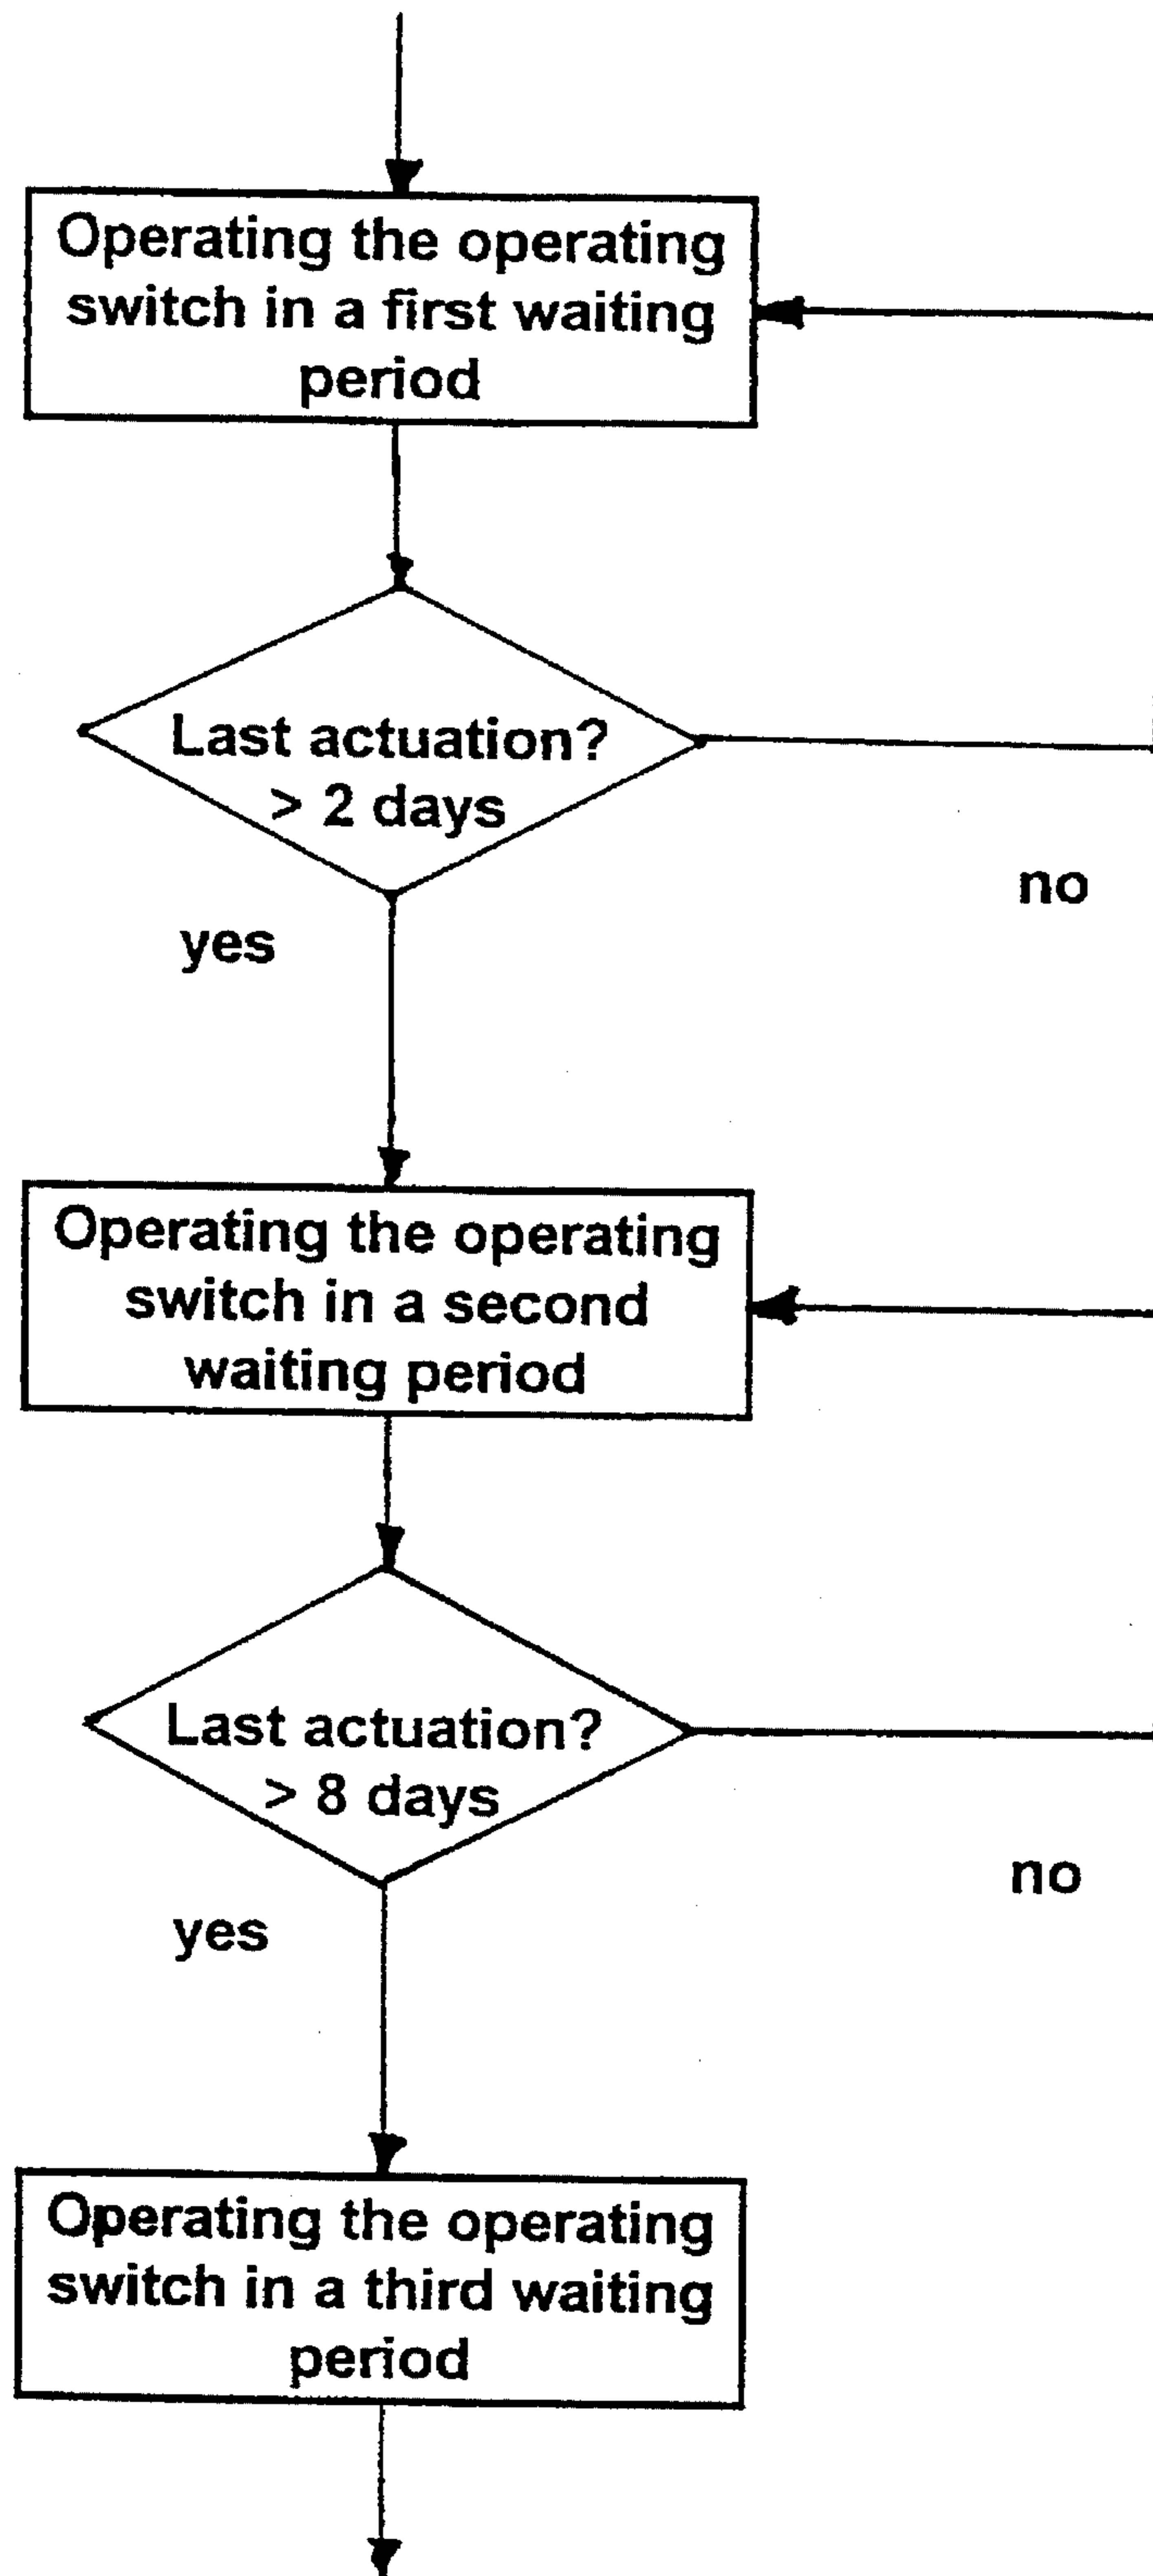 Operating the operating
switch in a first waiting
period
Last actuation?
> 2 days
no
yes
Operating the operating
switch in a second
waiting period
Last actuation?
> 8 days
no
yes
Operating the operating
switch in a third waiting
period